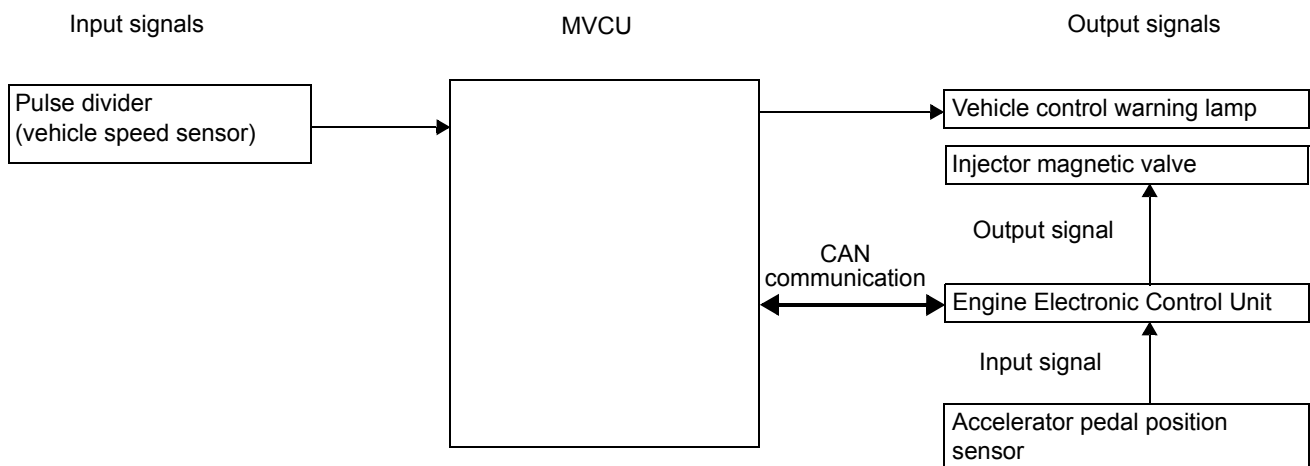 Input signals
MVCU
Output signals
Pulse divider
(vehicle speed sensor)
Vehicle control warning lamp
Injector magnetic valve
Output signal
CAN
communication
Engine Electronic Control Unit
Input signal
Accelerator pedal position
sensor